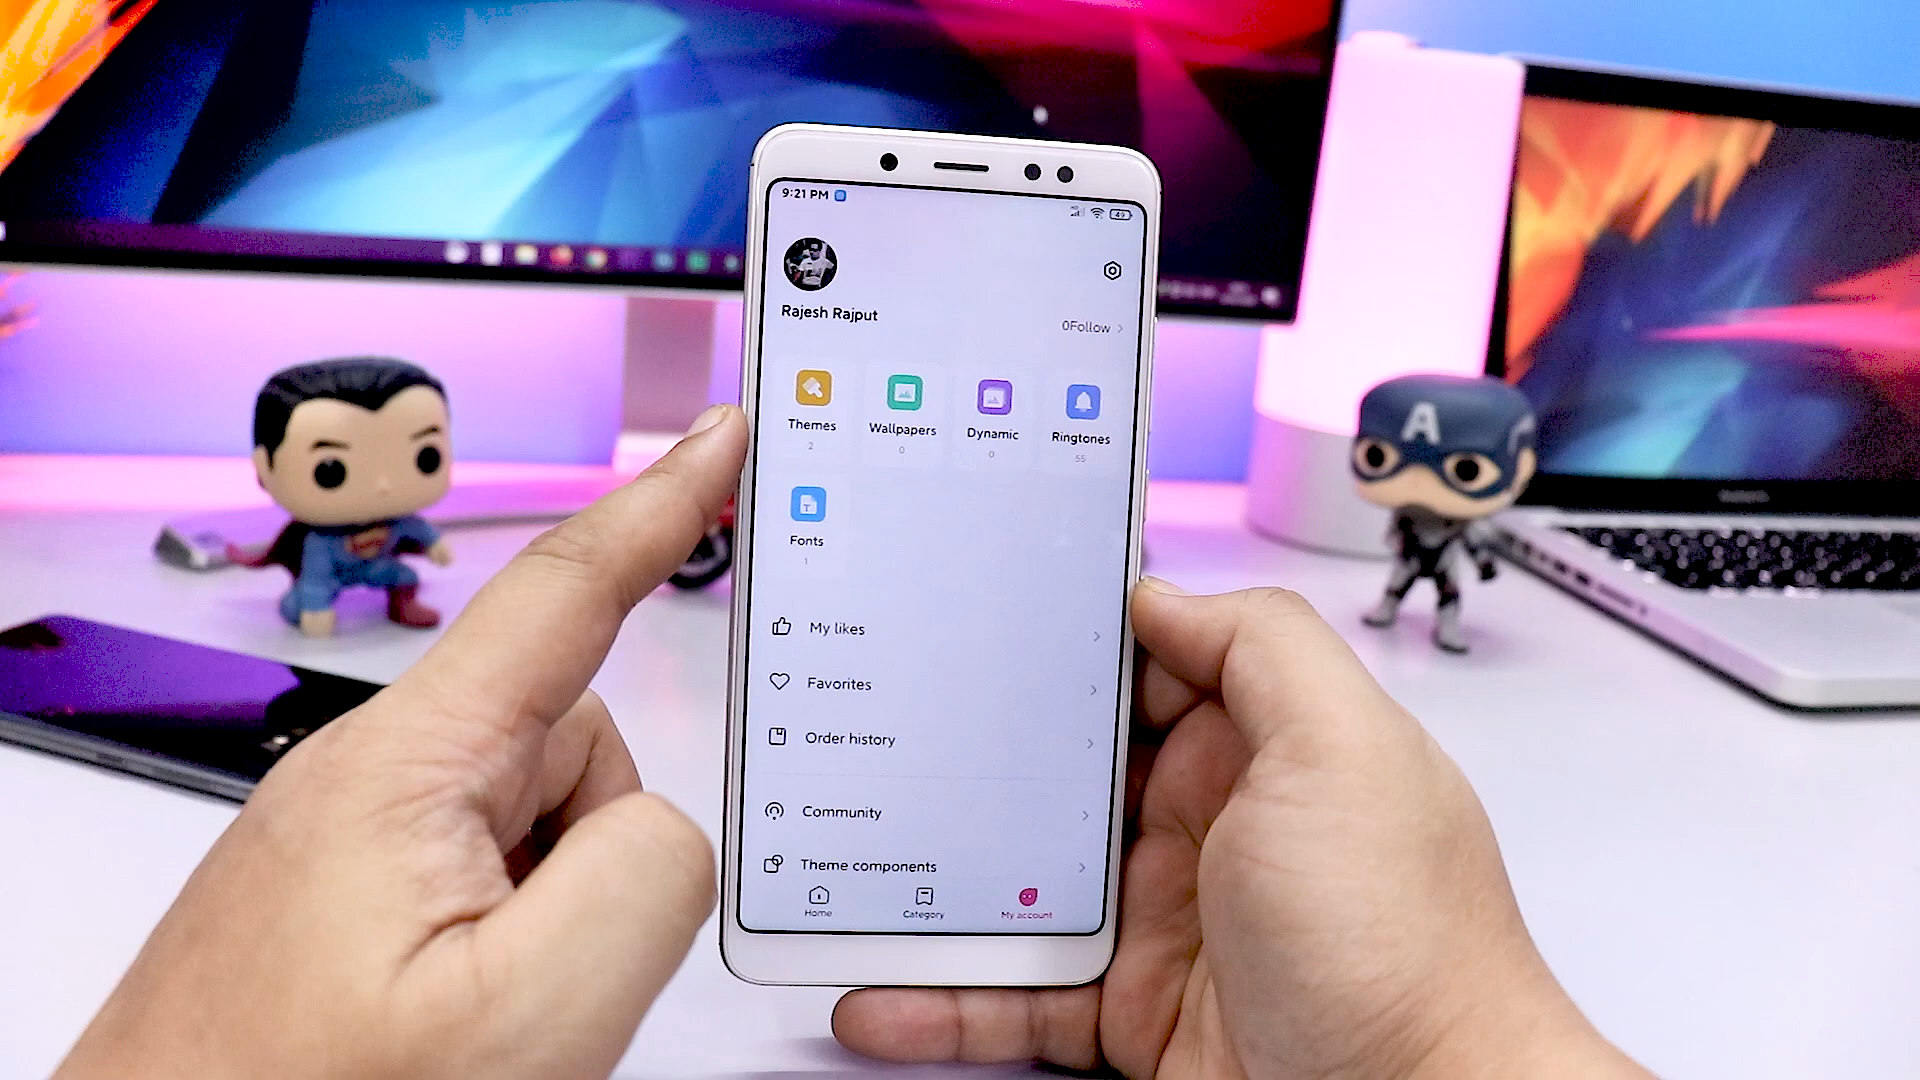 9:21 PM
49
Rajesh Rajput
0Follow
Themes
Wallpapers
Dynamic
Ringtones
2
0
0
55
Fonts
1
My likes
Favorites
Order history
Community
Theme components
Home
Category
My account
A